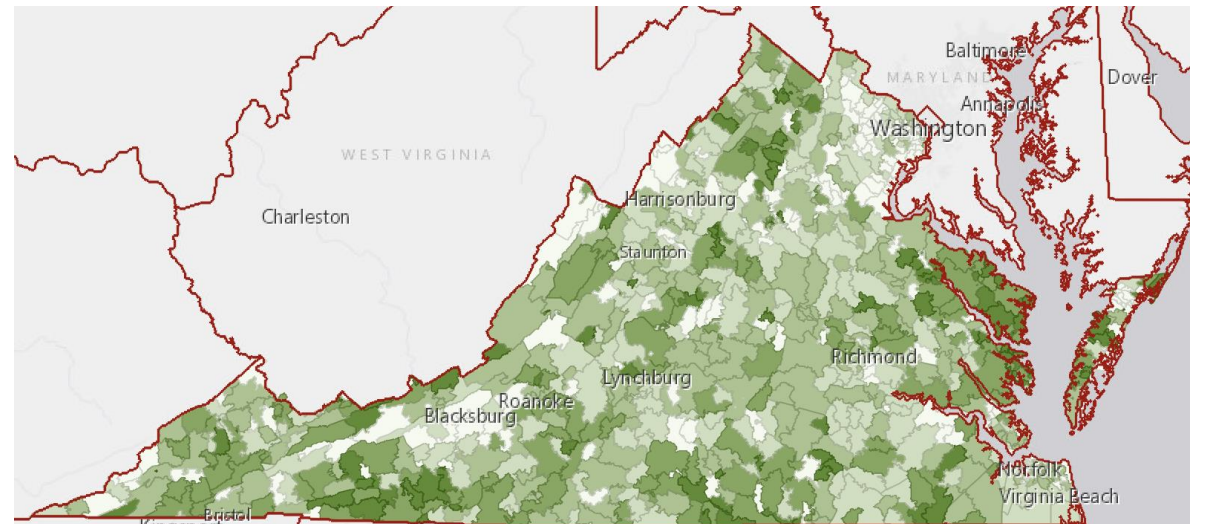 Baltimore
MARYLAND
Dover
Annapolis
Washington
WEST VIRGINIA
Harrisonburg
Charleston
Staunton
Richmond
Lynchburg
Roanoke
Blacksburg
Norfolk
Virginia Beach
Bristol